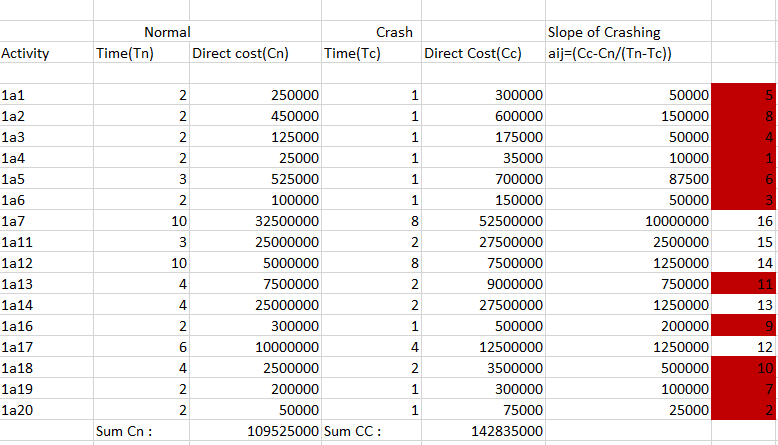 Normal Crash Slope of Crashing
Activity Time(Tn) Direct cost(Cn) Time(Tc) Direct Cost(Cc) aij=(Cc-Cn/(Tn-Tc))
1a1 2 250000 1 300000 50000 5
1a2 2 450000 1 600000 150000 8
1a3 2 125000 1 175000 50000 4
1a4 2 25000 1 35000 10000 1
1a5 3 525000 1 700000 87500 6
1a6 2 100000 1 150000 50000 3
1a7 10 32500000 8 52500000 10000000 16
1a11 3 25000000 2 27500000 2500000 15
1a12 10 5000000 8 7500000 1250000 14
1a13 4 7500000 2 9000000 750000 11
1a14 4 25000000 2 27500000 1250000 13
1a16 2 300000 1 500000 200000 9
1a17 6 10000000 4 12500000 1250000 12
1a18 4 2500000 2 3500000 500000 10
1a19 2 200000 1 300000 100000 7
1a20 2 50000 1 75000 25000 2
Sum Cn : 109525000 Sum CC : 142835000